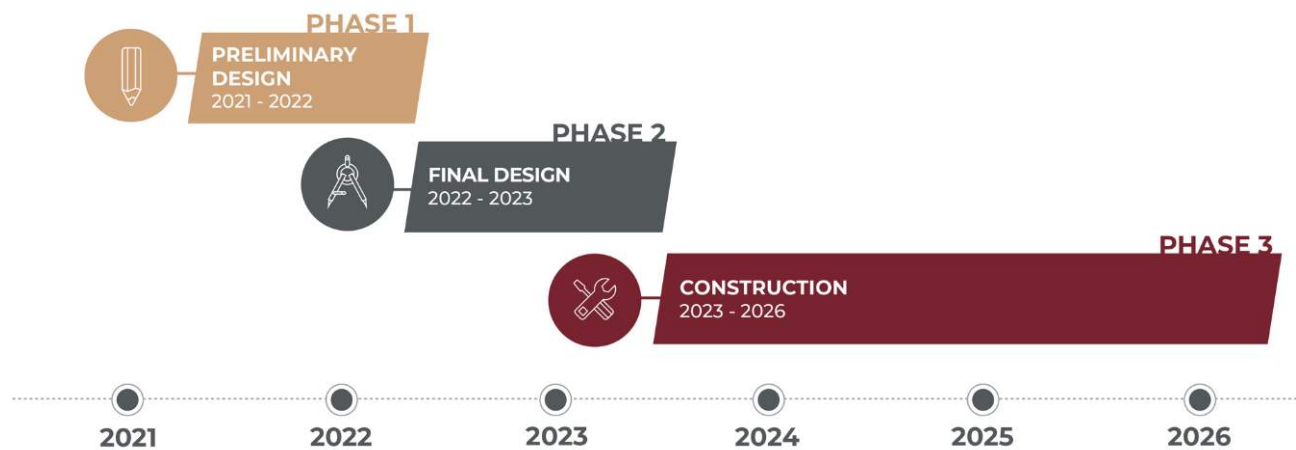 PHASE 1
PRELIMINARY
DESIGN
2021 - 2022
PHASE 2
FINAL DESIGN
2022 - 2023
PHASE 3
CONSTRUCTION
2023 - 2026
2021
2022
2023
2024
2025
2026